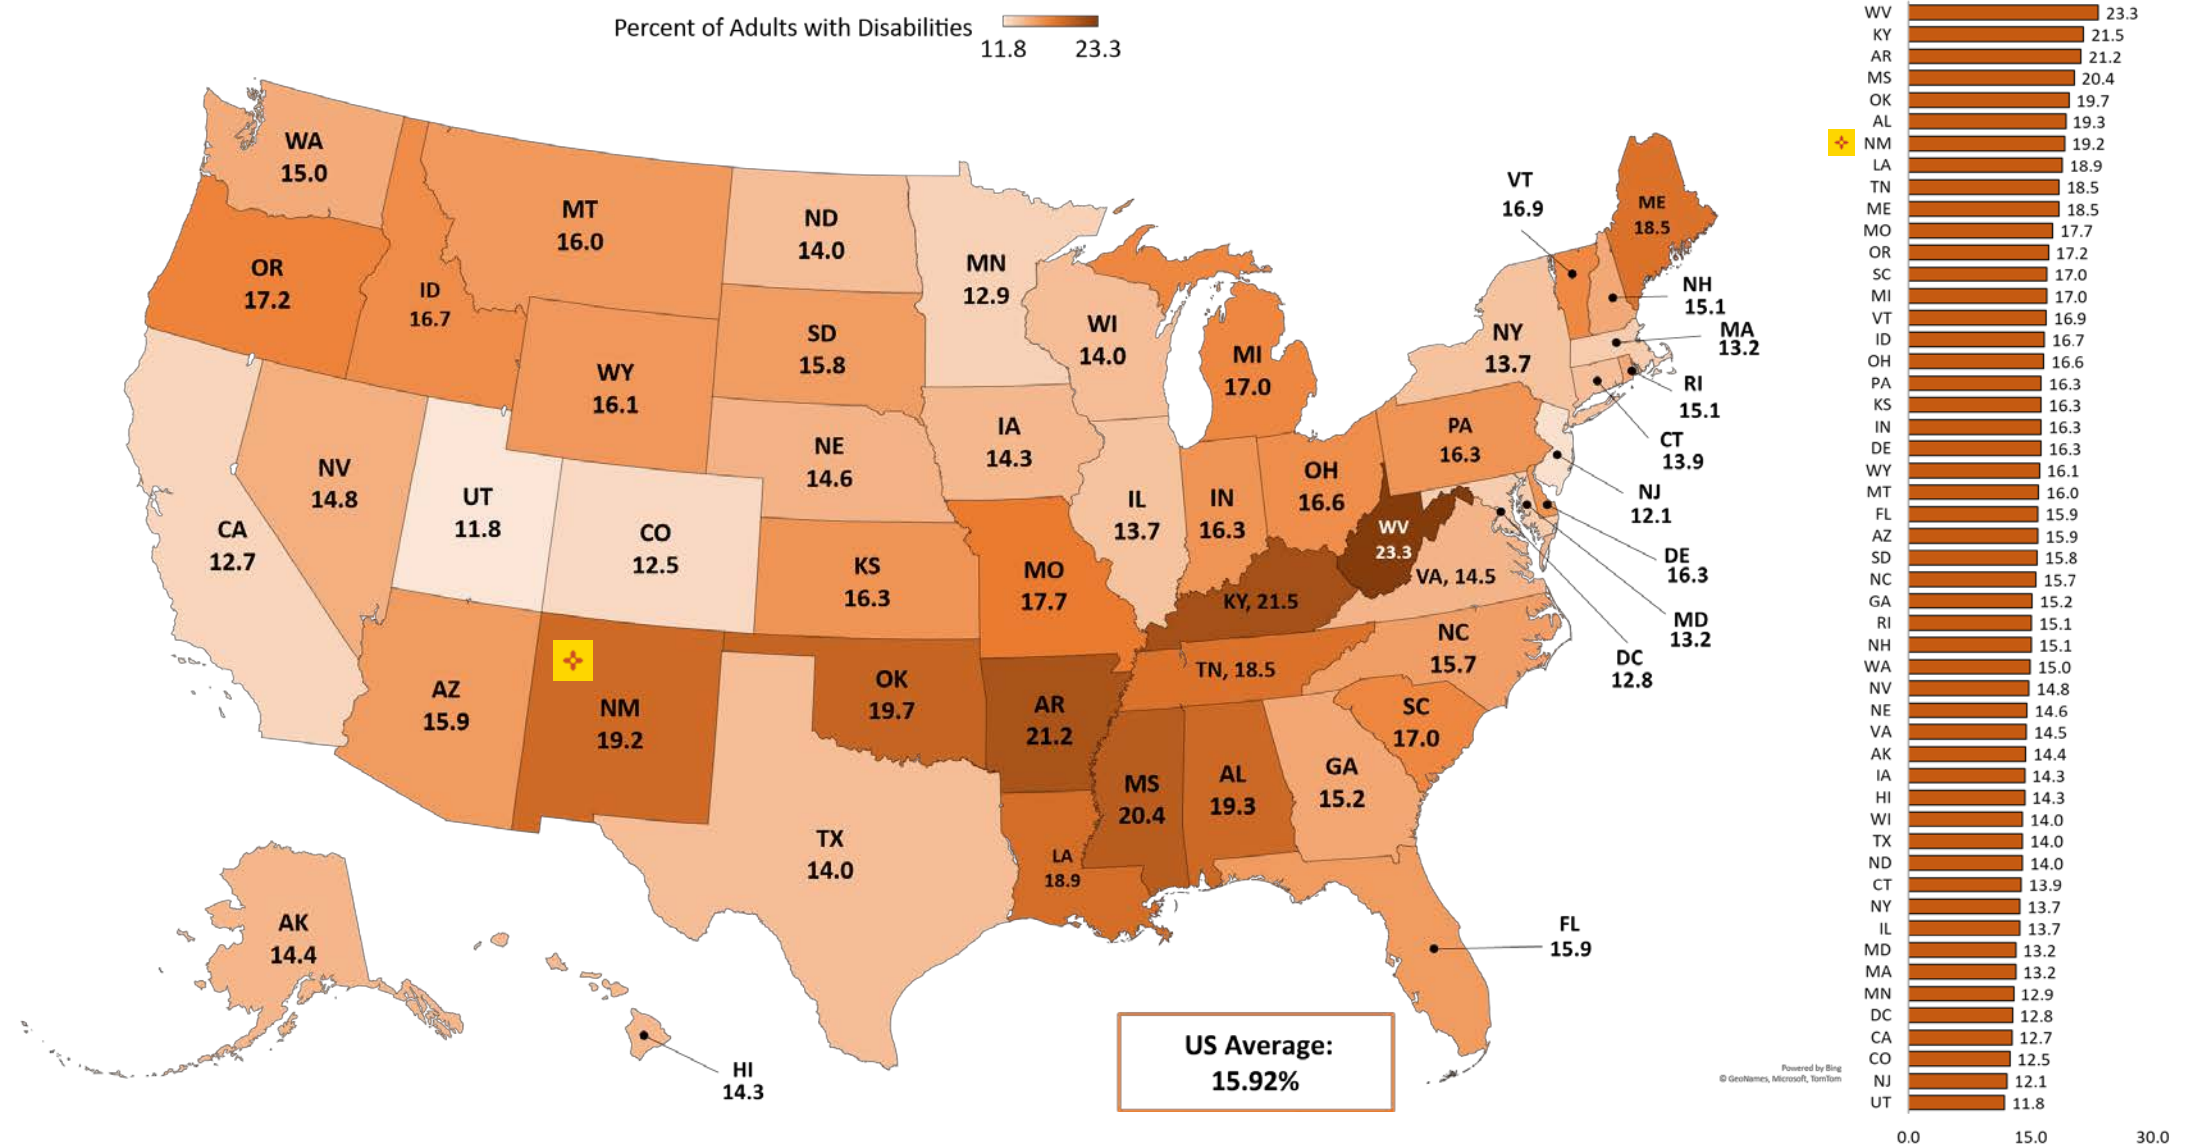 Percent of Adults with Disabilities
11.8 23.3
WA
15.0
OR
17.2
ID
16.7
MT
16.0
ND
14.0
MN
12.9
WI
14.0
MI
17.0
SD
15.8
WY
16.1
NE
14.6
IA
14.3
IL
13.7
IN
16.3
OH
16.6
PA
16.3
NY
13.7
VT
16.9
ME
18.5
NH
15.1
MA
13.2
RI
15.1
CT
13.9
NJ
12.1
DE
16.3
MD
13.2
DC
12.8
WV
23.3
VA, 14.5
KY, 21.5
TN, 18.5
NC
15.7
SC
17.0
GA
15.2
AL
19.3
MS
20.4
LA
18.9
AR
21.2
MO
17.7
KS
16.3
OK
19.7
TX
14.0
NM
19.2
CO
12.5
UT
11.8
NV
14.8
CA
12.7
AZ
15.9
AK
14.4
HI
14.3
FL
15.9
US Average:
15.92%
Powered by Bing
© GeoNames, Microsoft, TomTom
WV 23.3
KY 21.5
AR 21.2
MS 20.4
OK 19.7
AL 19.3
NM 19.2
LA 18.9
TN 18.5
ME 18.5
MO 17.7
OR 17.2
SC 17.0
MI 17.0
VT 16.9
ID 16.7
OH 16.6
PA 16.3
KS 16.3
IN 16.3
DE 16.3
WY 16.1
MT 16.0
FL 15.9
AZ 15.9
SD 15.8
NC 15.7
GA 15.2
RI 15.1
NH 15.1
WA 15.0
NV 14.8
NE 14.6
VA 14.5
AK 14.4
IA 14.3
HI 14.3
WI 14.0
TX 14.0
ND 14.0
CT 13.9
NY 13.7
IL 13.7
MD 13.2
MA 13.2
MN 12.9
DC 12.8
CA 12.7
CO 12.5
NJ 12.1
UT 11.8
0.0 15.0 30.0